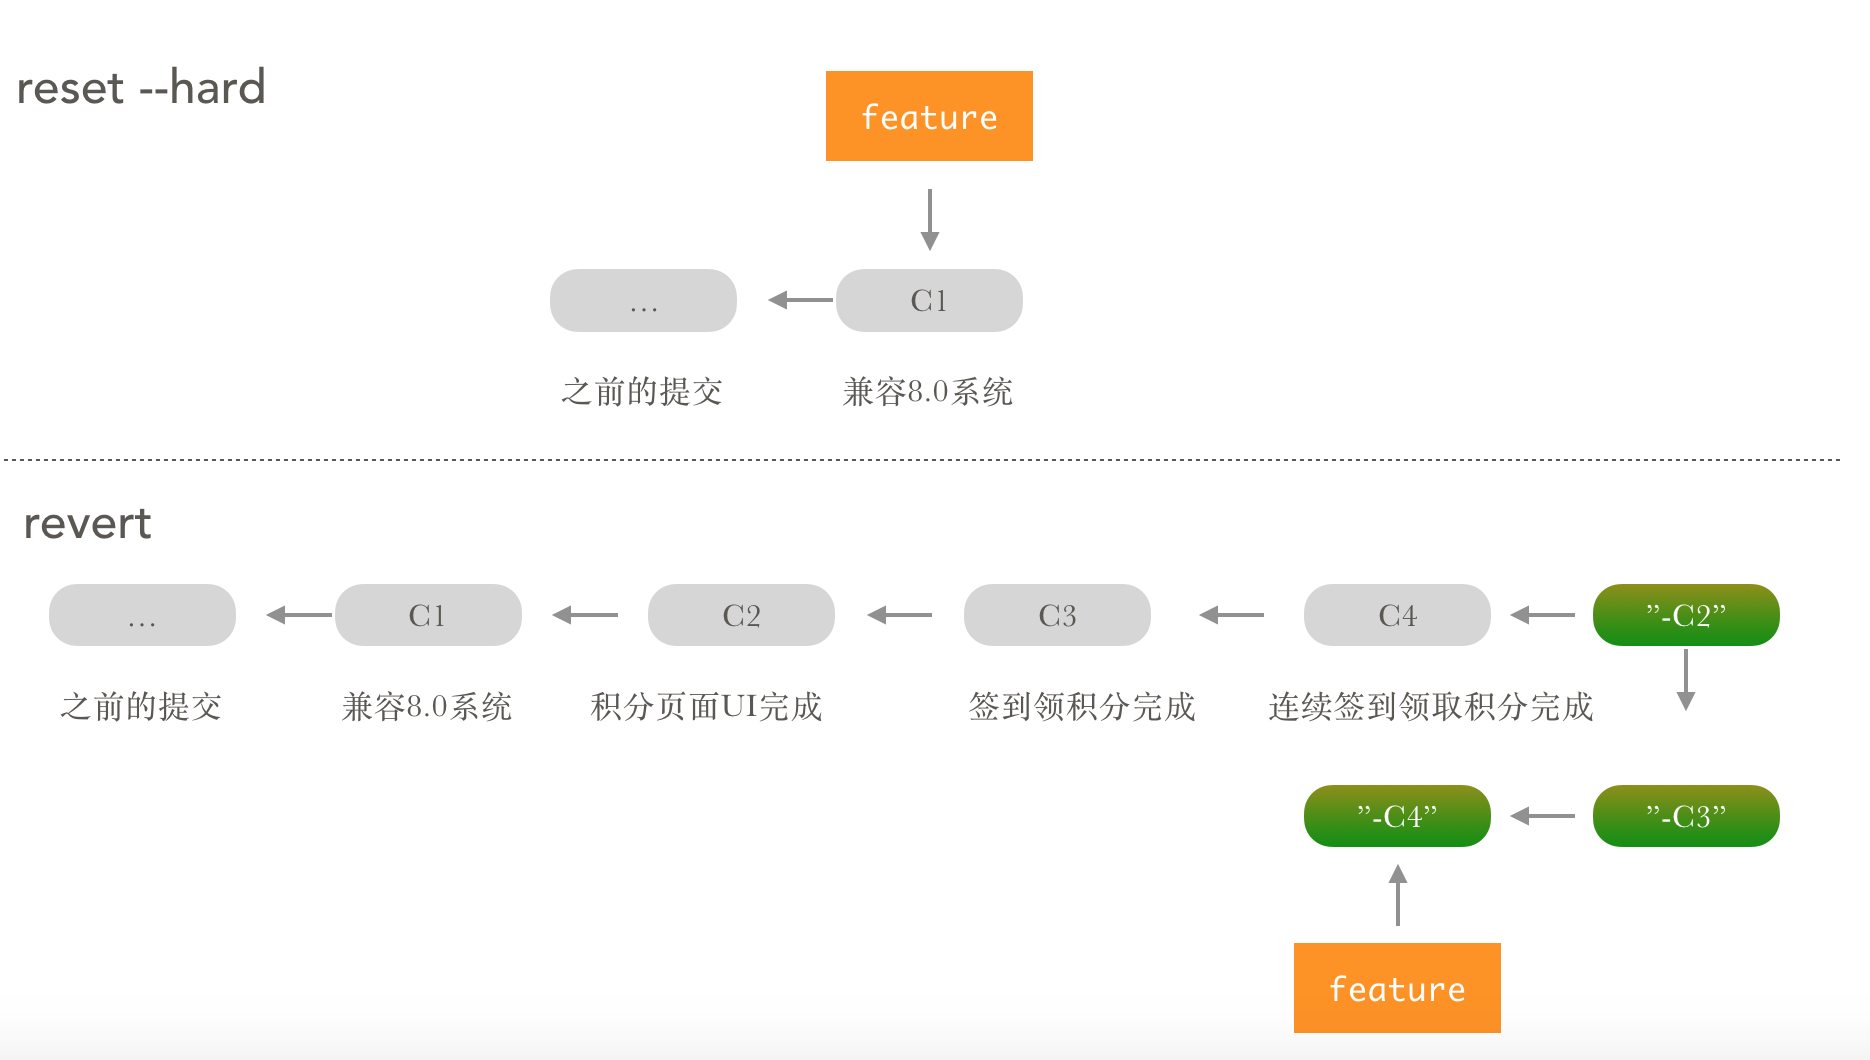 reset --hard
feature
...
C1
之前的提交
兼容8.0系统
revert
...
C1
C2
C3
C4
”-C2”
之前的提交
兼容8.0系统
积分页面UI完成
签到领积分完成
连续签到领取积分完成
”-C4”
”-C3”
feature